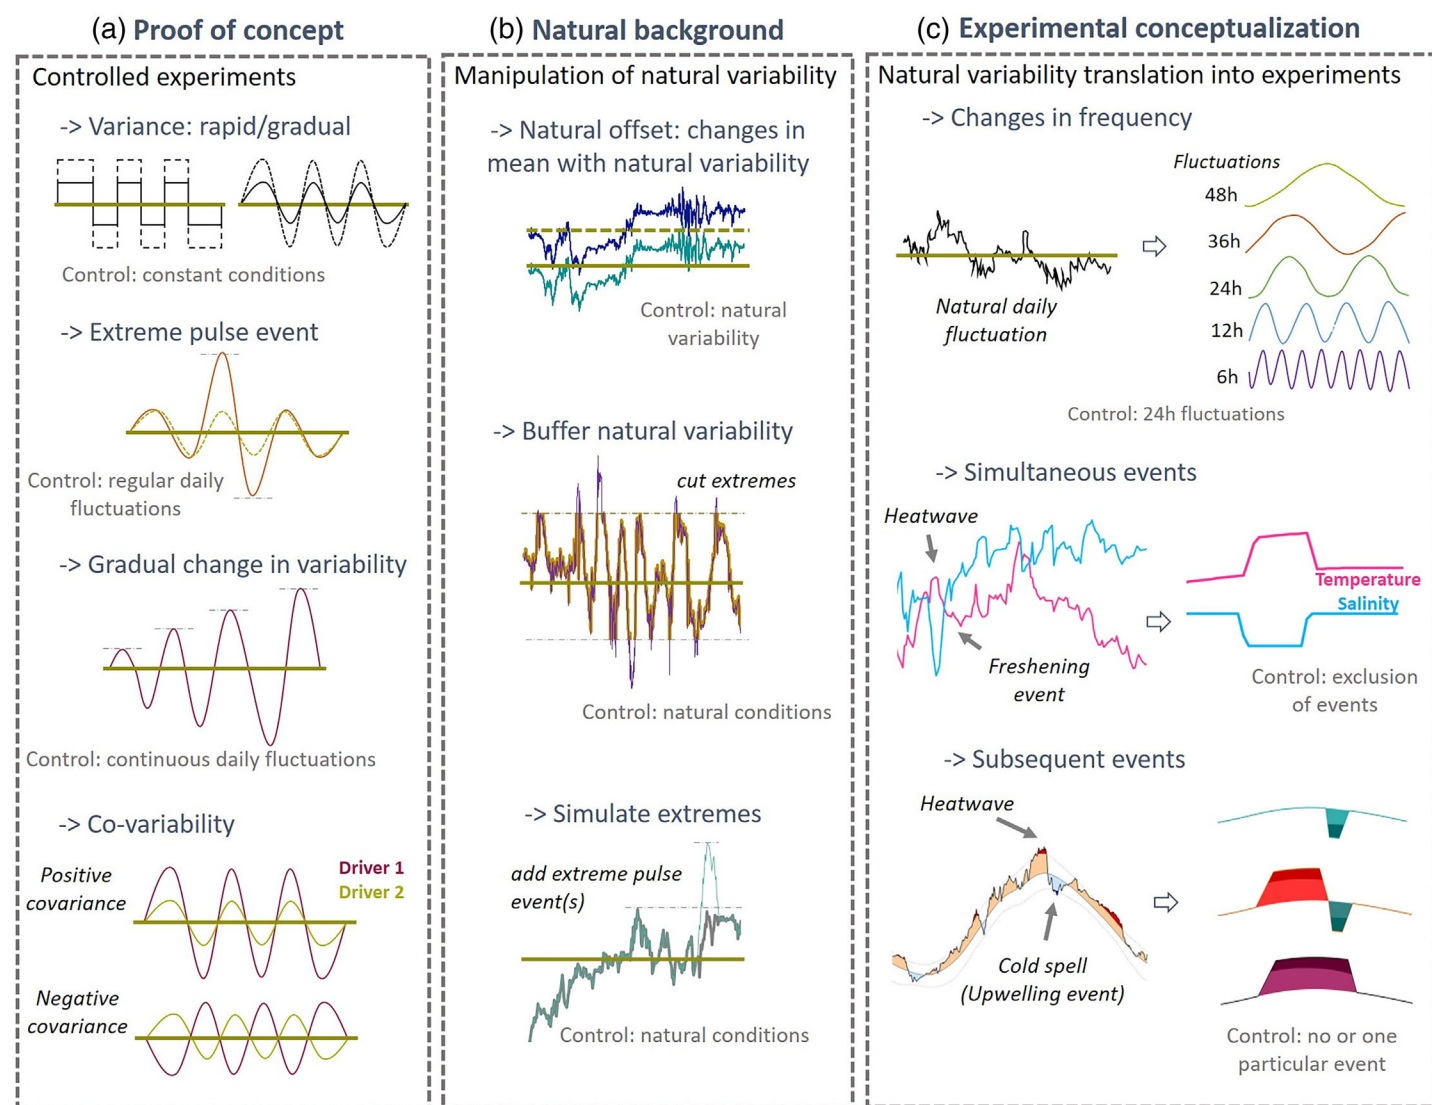 (a) Proof of concept
Controlled experiments
-> Variance: rapid/gradual
Control: constant conditions
-> Extreme pulse event
Control: regular daily
fluctuations
-> Gradual change in variability
Control: continuous daily fluctuations
-> Co-variability
Positive
covariance
Driver 1
Driver 2
Negative
covariance
(b) Natural background
Manipulation of natural variability
-> Natural offset: changes in
mean with natural variability
Control: natural
variability
-> Buffer natural variability
cut extremes
Control: natural conditions
-> Simulate extremes
add extreme pulse
event(s)
Control: natural conditions
(c) Experimental conceptualization
Natural variability translation into experiments
-> Changes in frequency
Fluctuations
48h
36h
24h
12h
6h
Natural daily
fluctuation
Control: 24h fluctuations
-> Simultaneous events
Heatwave
Freshening
event
Temperature
Salinity
Control: exclusion
of events
-> Subsequent events
Heatwave
Cold spell
(Upwelling event)
Control: no or one
particular event